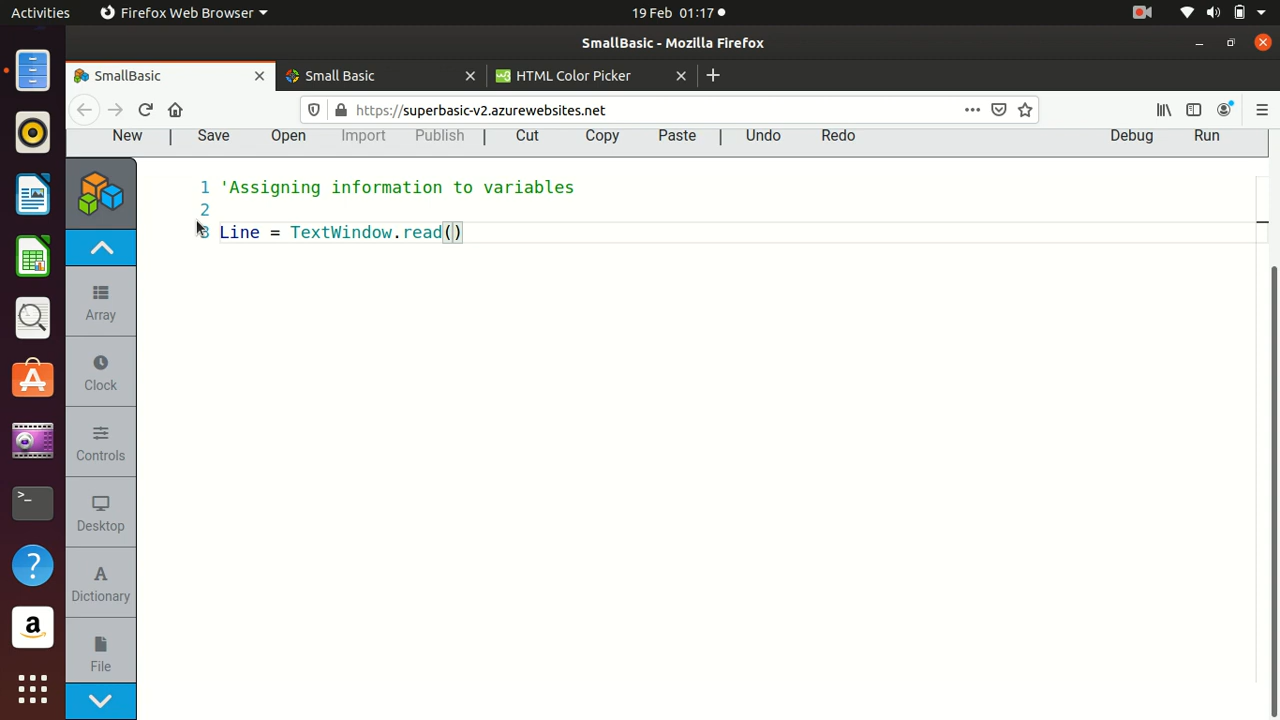 Activities
Firefox Web Browser
19 Feb 01:17
SmallBasic - Mozilla Firefox
SmallBasic
Small Basic
HTML Color Picker
https://superbasic-v2.azurewebsites.net
New | Save Open Import Publish | Cut Copy Paste | Undo Redo Debug Run
1 'Assigning information to variables
2
3 Line = TextWindow.read()
Array
Clock
Controls
Desktop
Dictionary
File